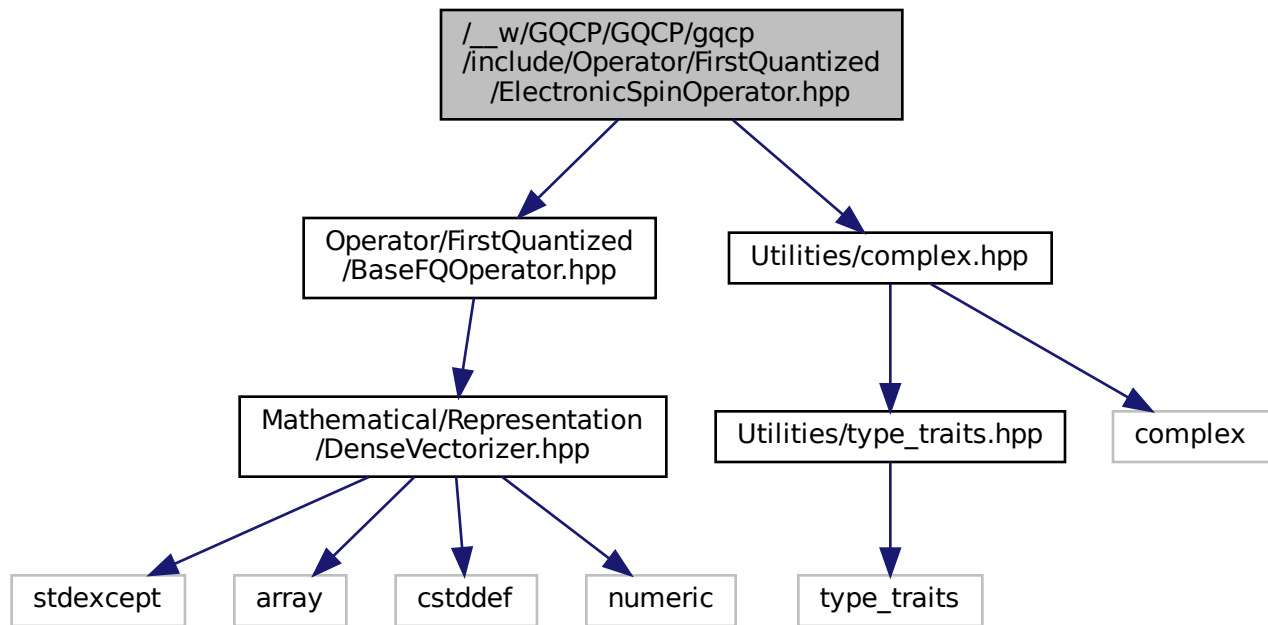 /__w/GQCP/GQCP/gqcp
/include/Operator/FirstQuantized
/ElectronicSpinOperator.hpp
Operator/FirstQuantized
/BaseFQOperator.hpp
Utilities/complex.hpp
Mathematical/Representation
/DenseVectorizer.hpp
Utilities/type_traits.hpp
complex
stdexcept
array
cstddef
numeric
type_traits